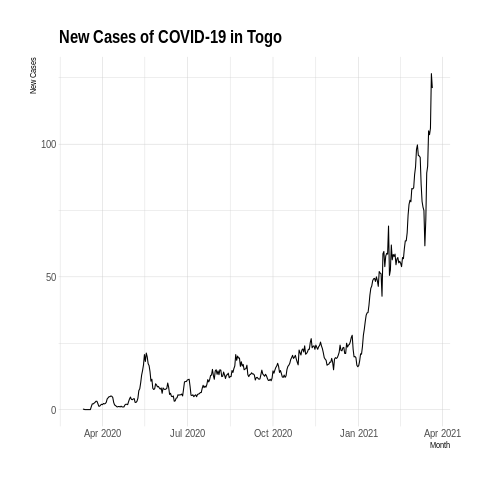 New Cases of COVID-19 in Togo
New Cases
100
50
0
Apr 2020
Jul 2020
Oct 2020
Jan 2021
Apr 2021
Month